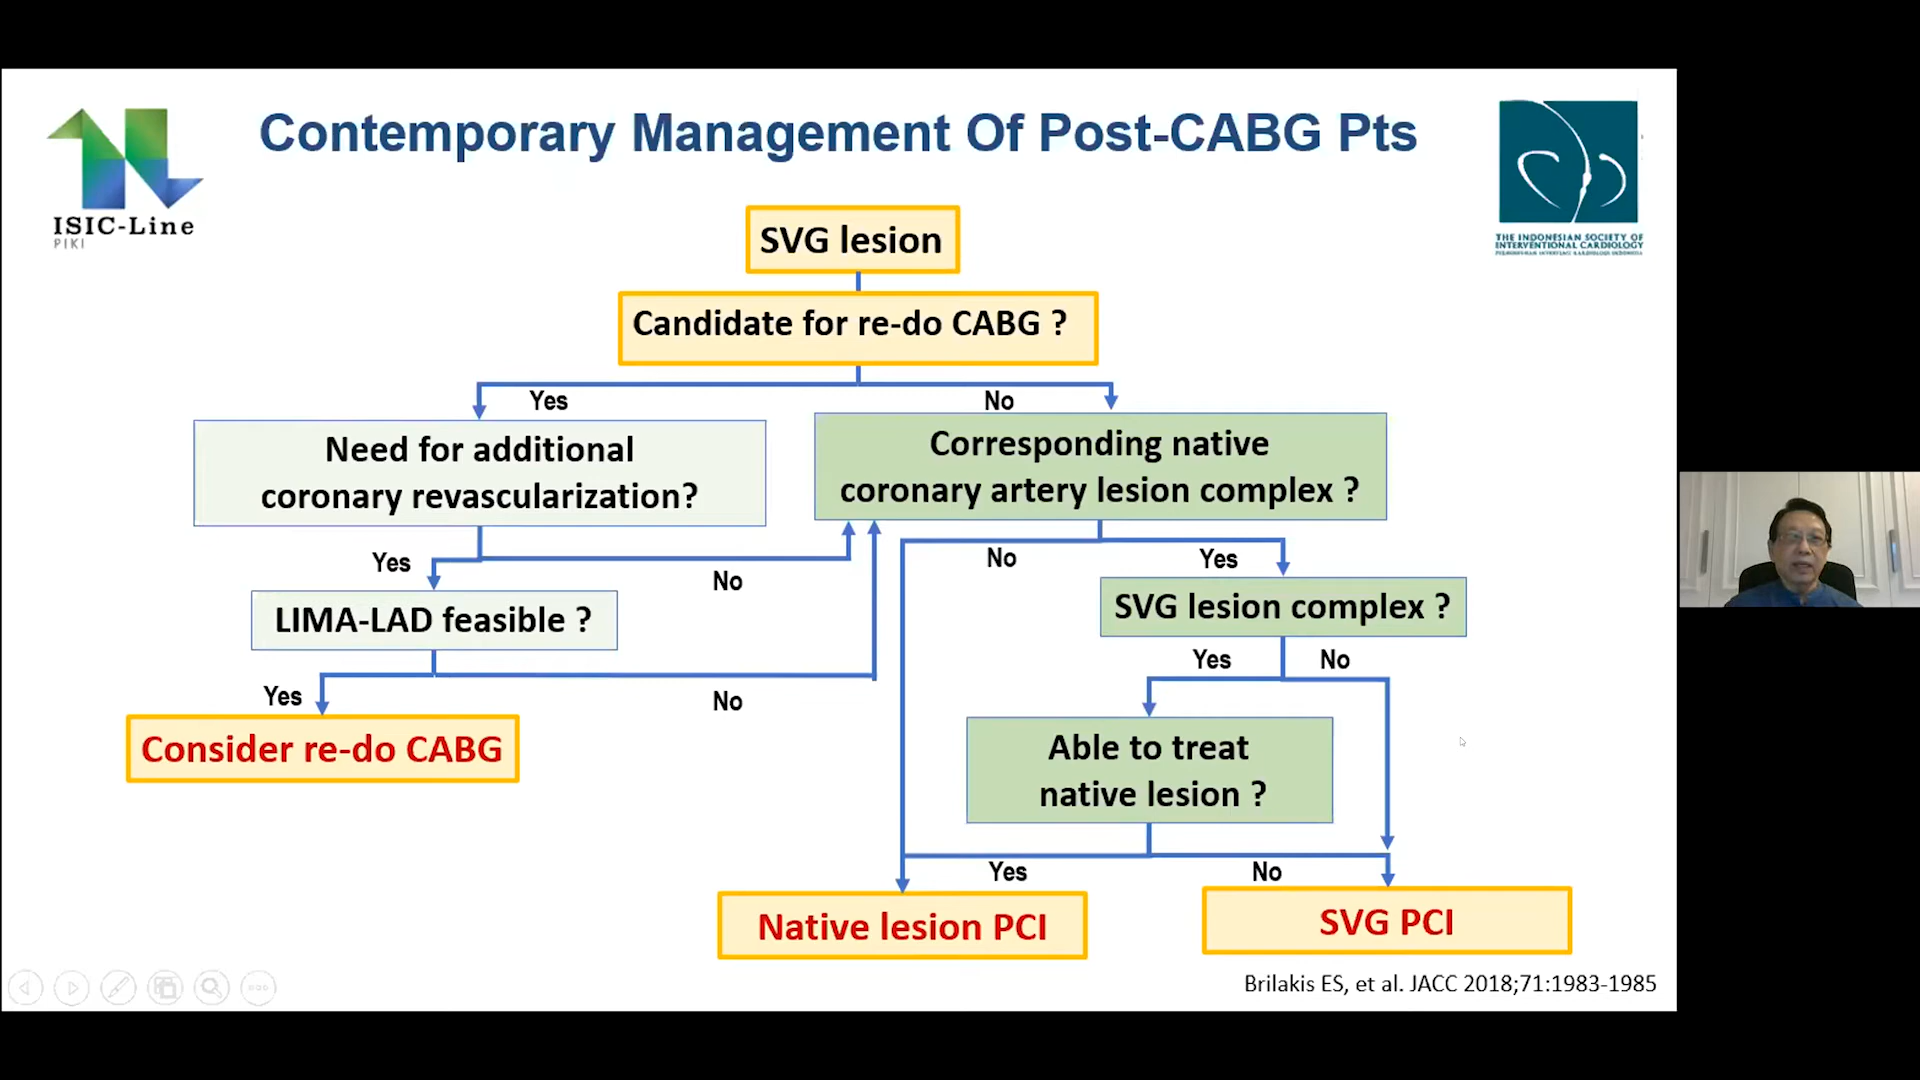 Contemporary Management Of Post-CABG Pts
ISIC-Line
PIKI
THE INDONESIAN SOCIETY OF
INTERVENTIONAL CARDIOLOGY
SVG lesion
Candidate for re-do CABG ?
Yes
No
Need for additional
coronary revascularization?
Corresponding native
coronary artery lesion complex ?
Yes
No
No
Yes
LIMA-LAD feasible ?
SVG lesion complex ?
Yes
No
Yes
No
Consider re-do CABG
Able to treat
native lesion ?
Yes
No
Native lesion PCI
SVG PCI
Brilakis ES, et al. JACC 2018;71:1983-1985